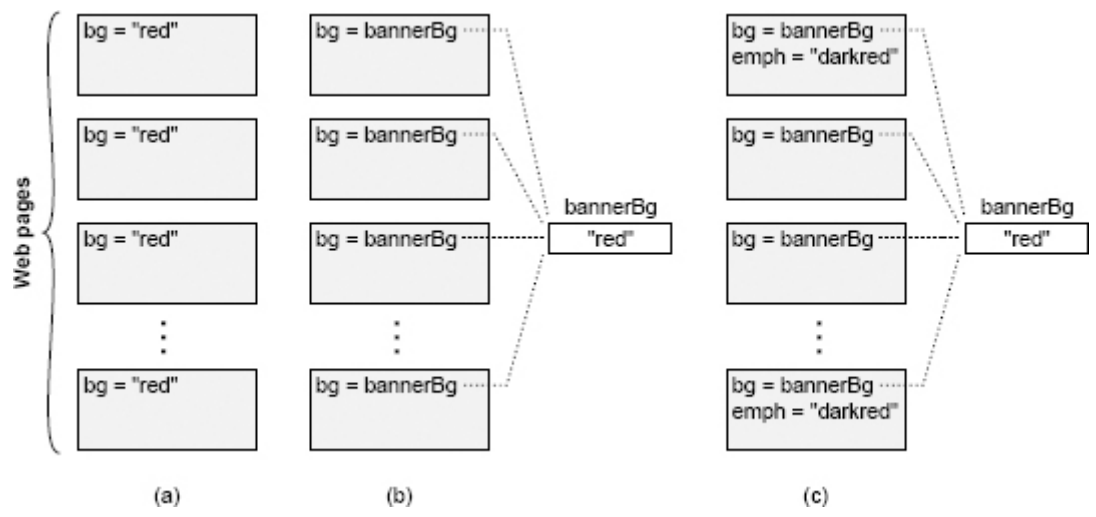 Web pages
bg = "red"
bg = "red"
bg = "red"
bg = "red"
(a)
bg = bannerBg
bg = bannerBg
bg = bannerBg
bg = bannerBg
bannerBg
"red"
(b)
bg = bannerBg
emph = "darkred"
bg = bannerBg
bg = bannerBg
bg = bannerBg
emph = "darkred"
bannerBg
"red"
(c)